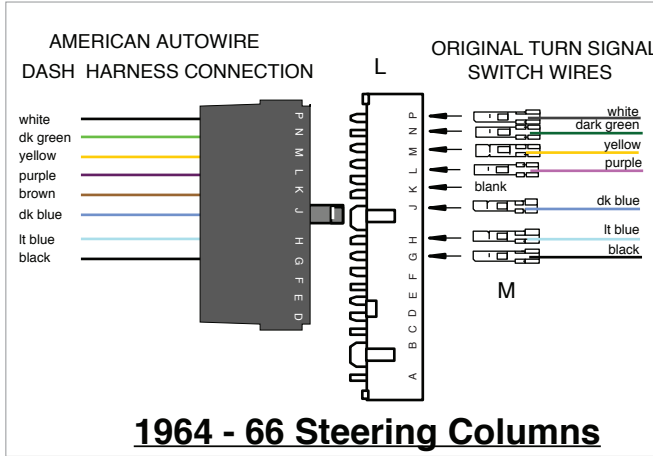 AMERICAN AUTOWIRE
DASH HARNESS CONNECTION
L
ORIGINAL TURN SIGNAL
SWITCH WIRES
white
dk green
yellow
purple
brown
dk blue
lt blue
black
P
N
M
L
K
J
H
G
F
E
D
P
N
M
L
K
J
H
G
F
E
D
C
B
A
white
dark green
yellow
purple
blank
dk blue
lt blue
black
M
1964 - 66 Steering Columns